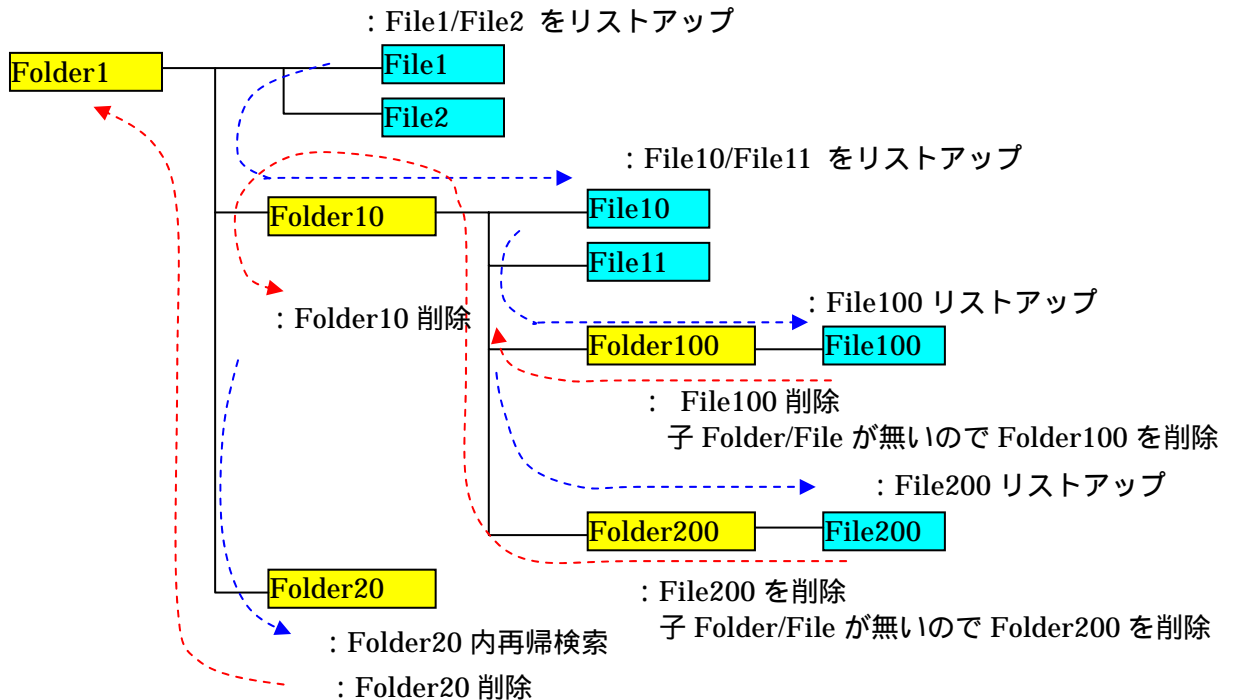 ：File1/File2 をリストアップ
Folder1
File1
File2
：File10/File11 をリストアップ
Folder10
File10
File11
：Folder10 削除
：File100 リストアップ
Folder100
File100
： File100 削除
子 Folder/File が無いので Folder100 を削除
：File200 リストアップ
Folder200
File200
Folder20
：File200 を削除
子 Folder/File が無いので Folder200 を削除
：Folder20 内再帰検索
：Folder20 削除